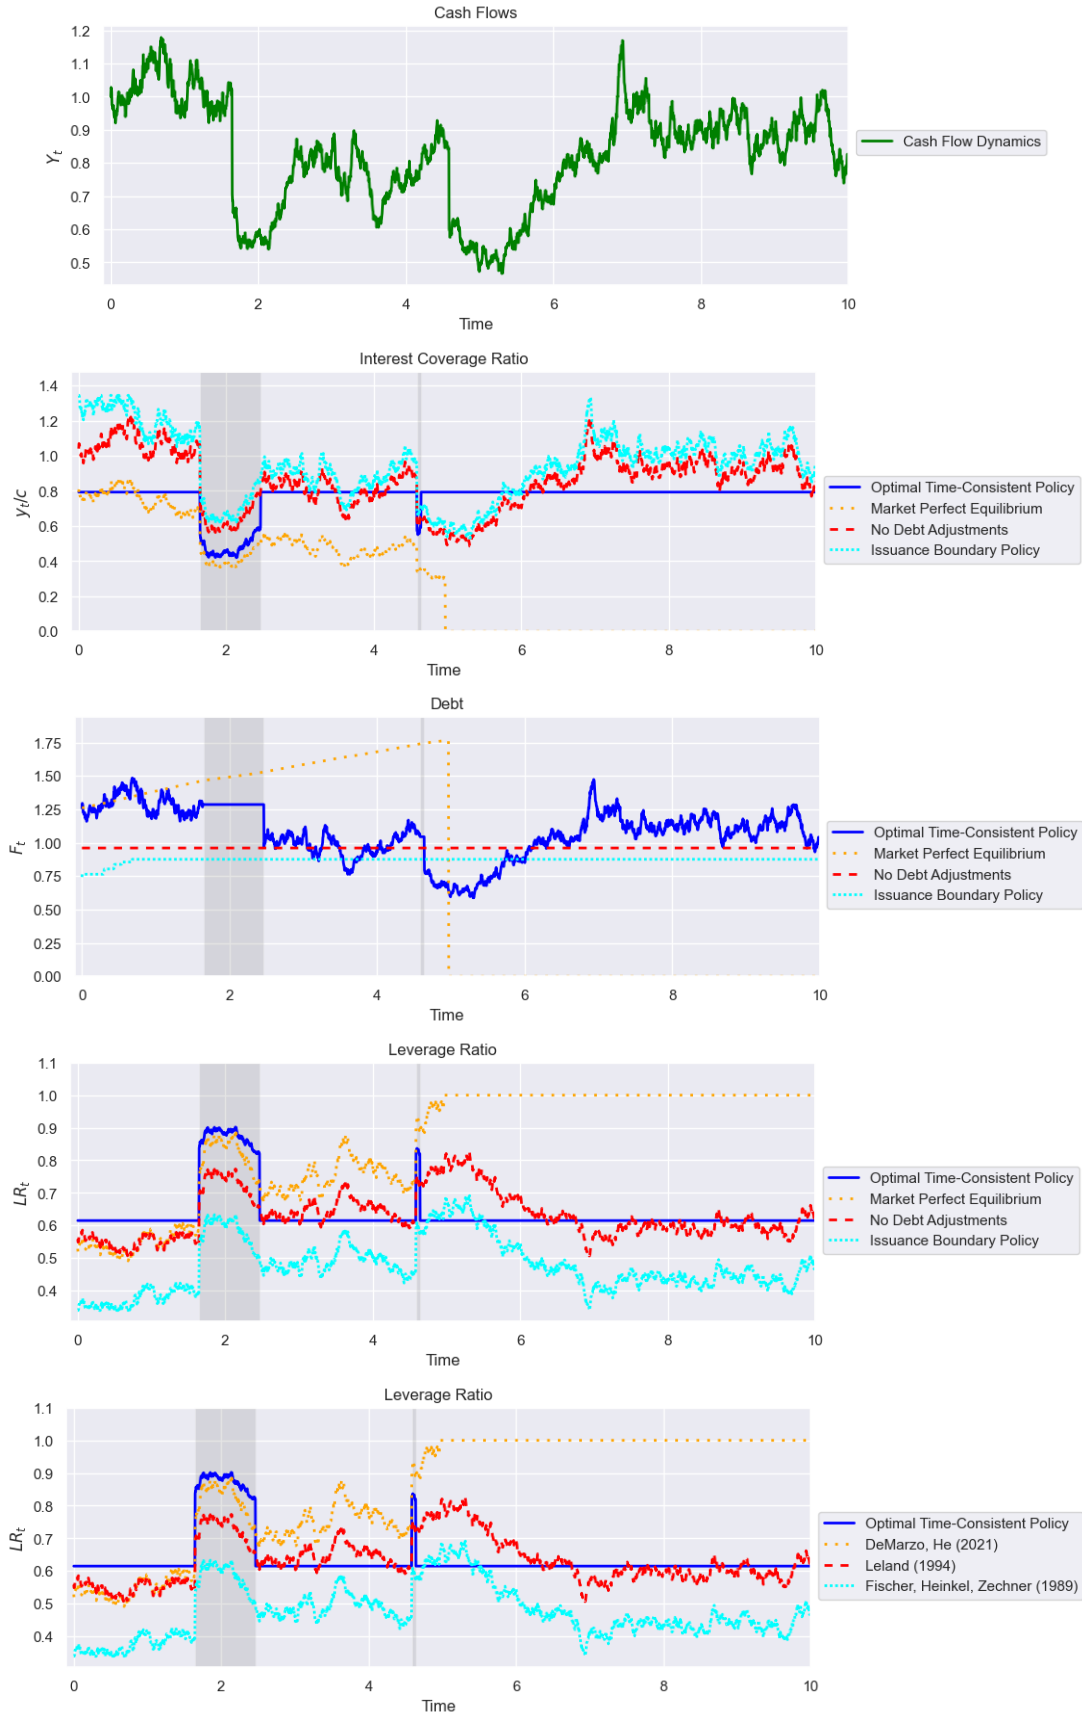 Cash Flows
1.2
1.1
1.0
0.9
0.8
0.7
0.6
0.5
Y_t
0 2 4 6 8 10
Time
Cash Flow Dynamics
Interest Coverage Ratio
1.4
1.2
1.0
0.8
0.6
0.4
0.2
0.0
y_t/c
0 2 4 6 8 10
Time
Optimal Time-Consistent Policy
Market Perfect Equilibrium
No Debt Adjustments
Issuance Boundary Policy
Debt
1.75
1.50
1.25
1.00
0.75
0.50
0.25
0.00
F_t
0 2 4 6 8 10
Time
Optimal Time-Consistent Policy
Market Perfect Equilibrium
No Debt Adjustments
Issuance Boundary Policy
Leverage Ratio
1.1
1.0
0.9
0.8
0.7
0.6
0.5
0.4
LR_t
0 2 4 6 8 10
Time
Optimal Time-Consistent Policy
Market Perfect Equilibrium
No Debt Adjustments
Issuance Boundary Policy
Leverage Ratio
1.1
1.0
0.9
0.8
0.7
0.6
0.5
0.4
LR_t
0 2 4 6 8 10
Time
Optimal Time-Consistent Policy
DeMarzo, He (2021)
Leland (1994)
Fischer, Heinkel, Zechner (1989)